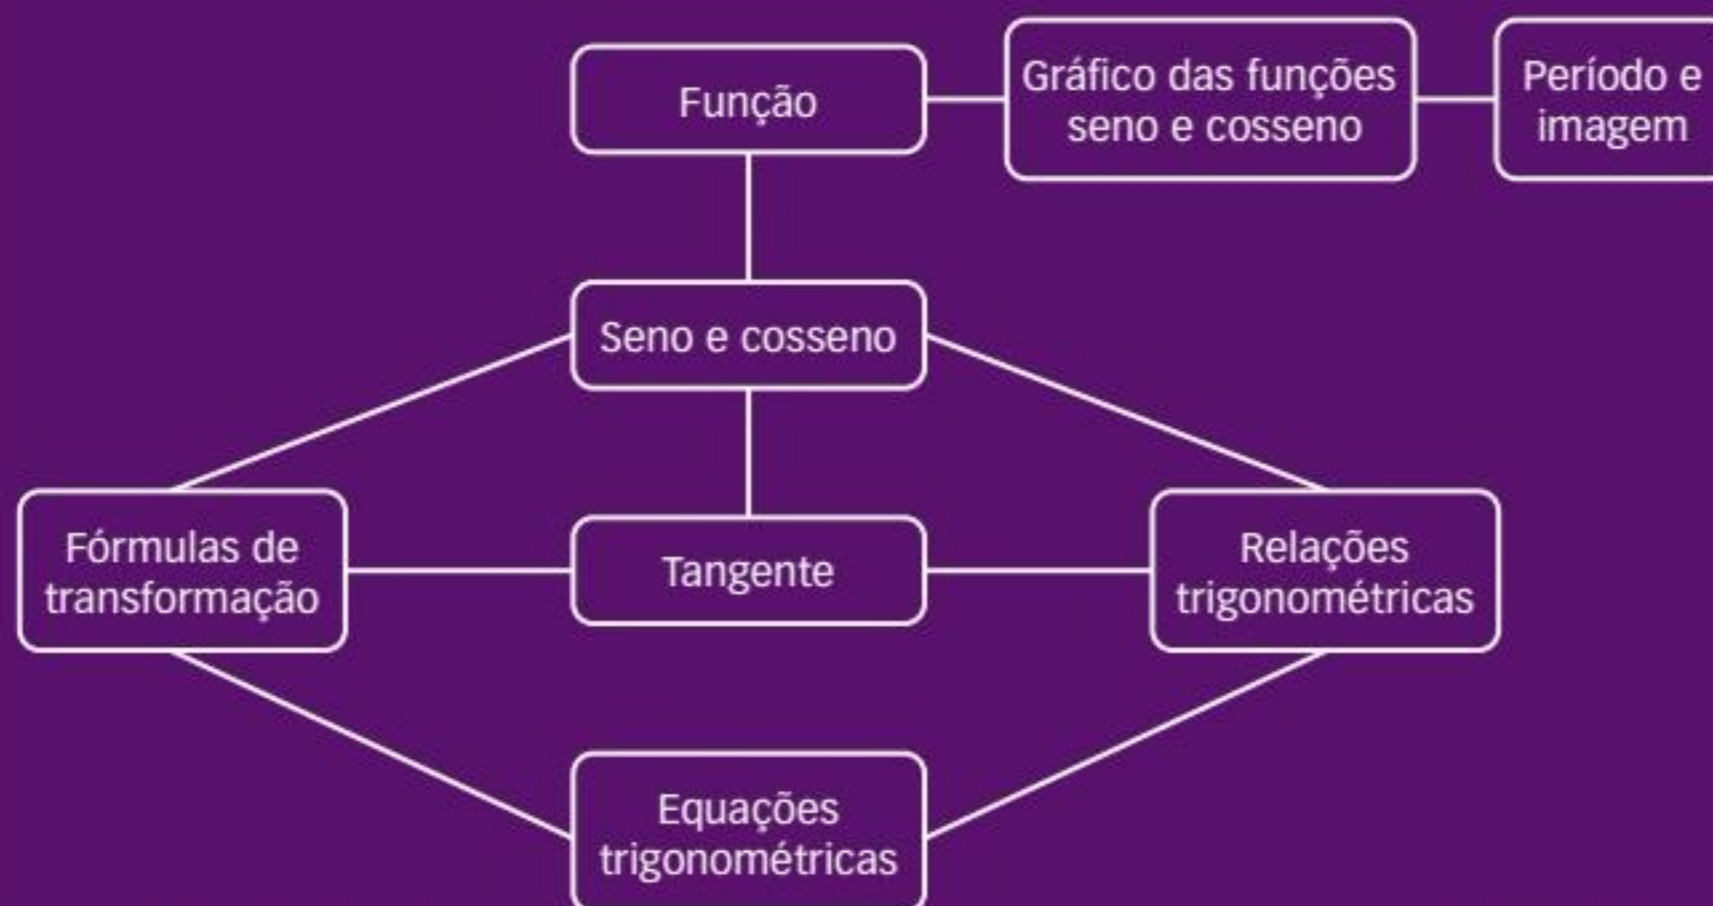 Função
Gráfico das funções
seno e cosseno
Período e
imagem
Seno e cosseno
Fórmulas de
transformação
Tangente
Relações
trigonométricas
Equações
trigonométricas